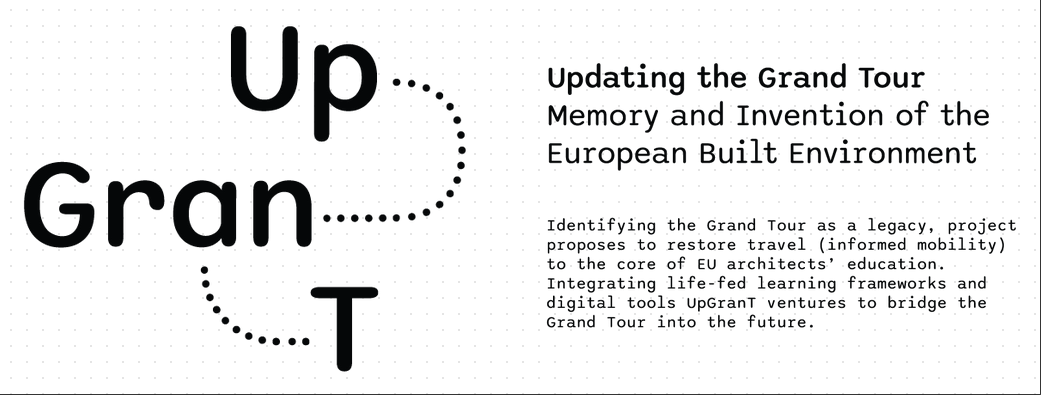 Up
Gran
T
Updating the Grand Tour
Memory and Invention of the
European Built Environment
Identifying the Grand Tour as a legacy, project
proposes to restore travel (informed mobility)
to the core of EU architects’ education.
Integrating life-fed learning frameworks and
digital tools UpGranT ventures to bridge the
Grand Tour into the future.